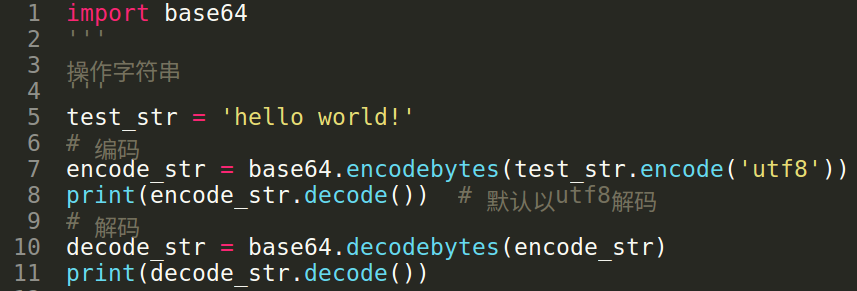 1 import base64
2 '''
3 操作字符串
4 '''
5 test_str = 'hello world!'
6 # 编码
7 encode_str = base64.encodebytes(test_str.encode('utf8'))
8 print(encode_str.decode())  # 默认以utf8解码
9 # 解码
10 decode_str = base64.decodebytes(encode_str)
11 print(decode_str.decode())